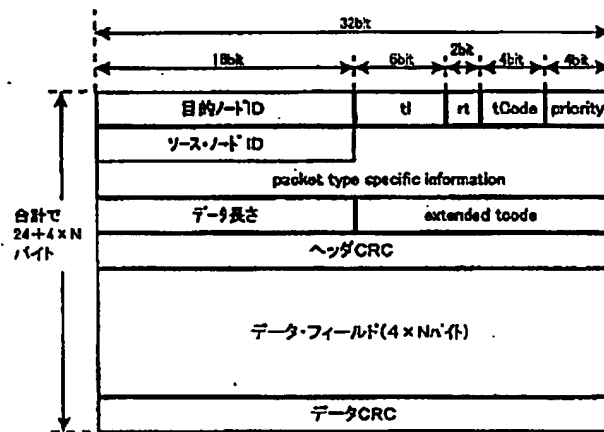 32bit
16bit 6bit 2bit 4bit 4bit
目的ノードID tl rt tCode priority
ソース・ノードID
packet type specific information
データ長さ extended tcode
ヘッダCRC
合計で
24+4×N
バイト
データ・フィールド(4×Nバイト)
データCRC